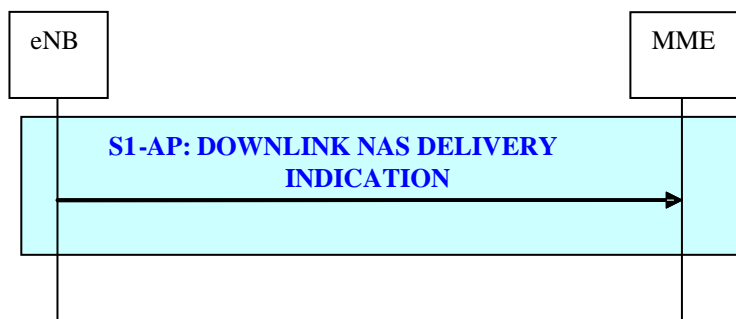 eNB
MME
S1-AP: DOWNLINK NAS DELIVERY
INDICATION